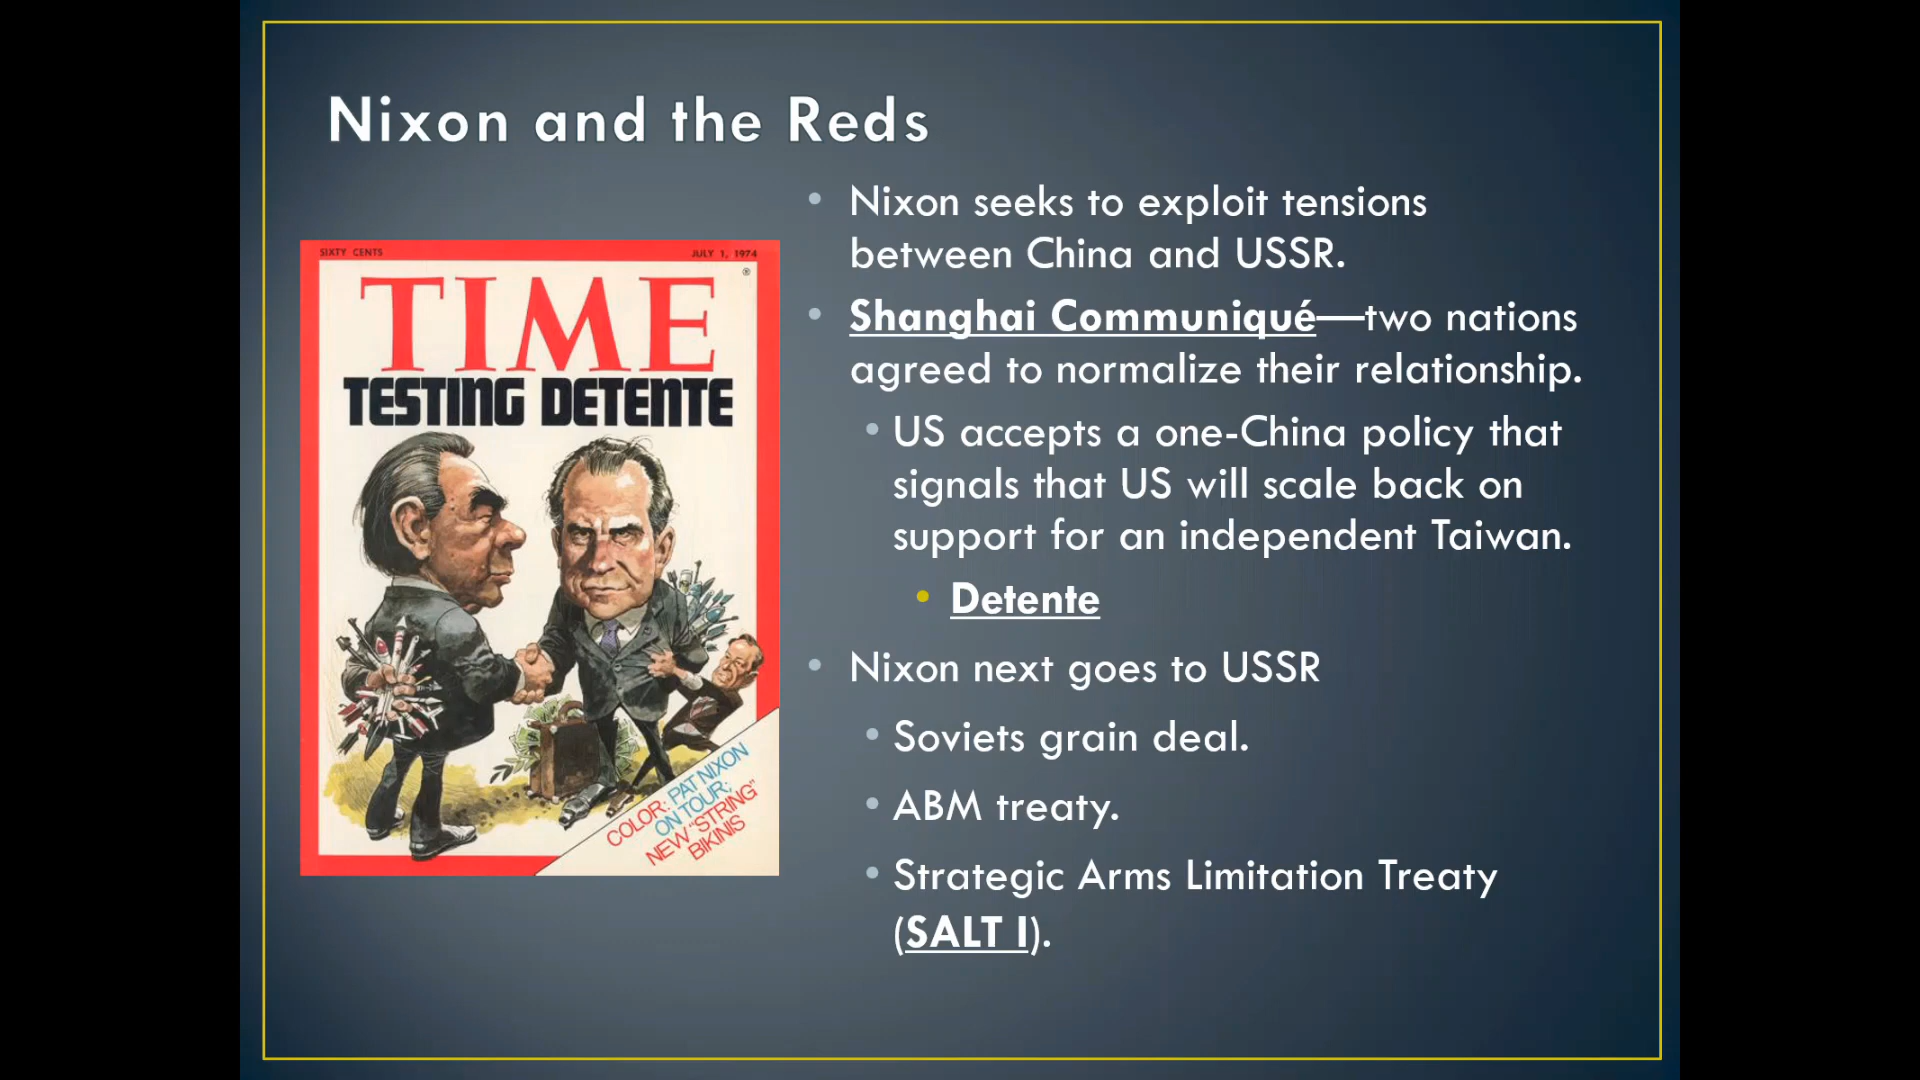 Nixon and the Reds
SIXTY CENTS
JULY 1, 1974
TIME
®
TESTING DETENTE
COLOR: PAT NIXON
ON TOUR;
NEW "STRING"
BIKINIS
• Nixon seeks to exploit tensions
between China and USSR.
• Shanghai Communiqué—two nations
agreed to normalize their relationship.
• US accepts a one-China policy that
signals that US will scale back on
support for an independent Taiwan.
• Detente
• Nixon next goes to USSR
• Soviets grain deal.
• ABM treaty.
• Strategic Arms Limitation Treaty
(SALT I).